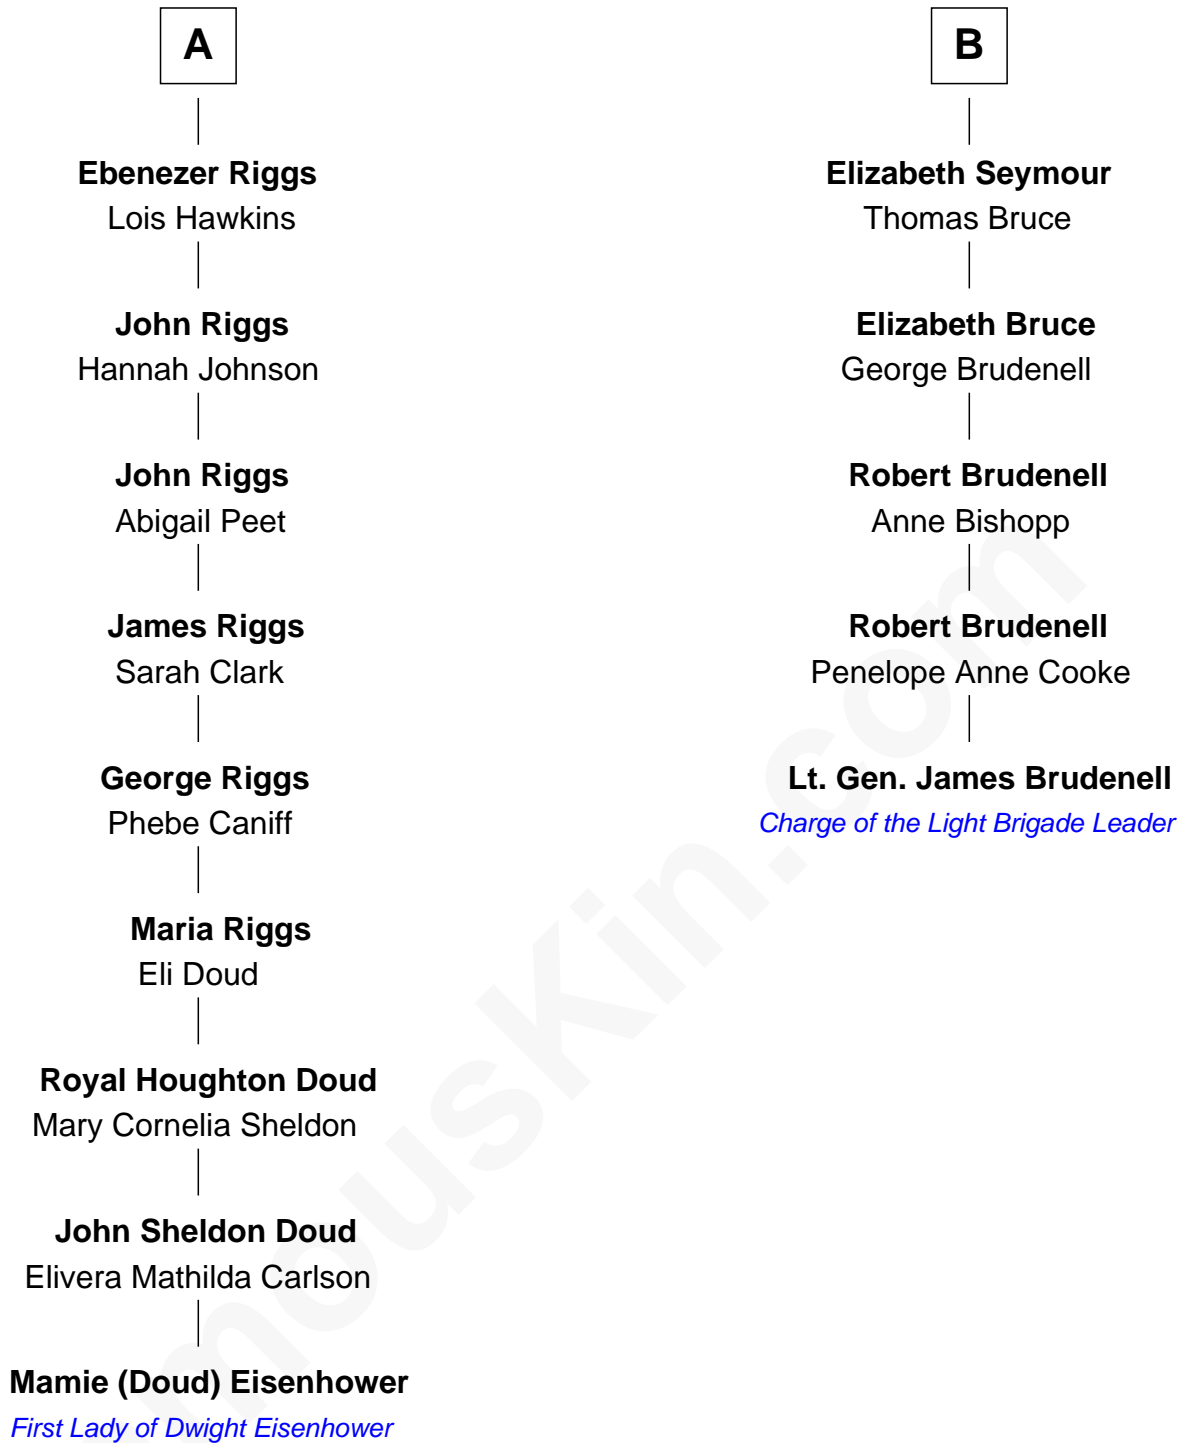 A
Ebenezer Riggs
Lois Hawkins
John Riggs
Hannah Johnson
John Riggs
Abigail Peet
James Riggs
Sarah Clark
George Riggs
Phebe Caniff
Maria Riggs
Eli Doud
Royal Houghton Doud
Mary Cornelia Sheldon
John Sheldon Doud
Elivera Mathilda Carlson
Mamie (Doud) Eisenhower
First Lady of Dwight Eisenhower
B
Elizabeth Seymour
Thomas Bruce
Elizabeth Bruce
George Brudenell
Robert Brudenell
Anne Bishopp
Robert Brudenell
Penelope Anne Cooke
Lt. Gen. James Brudenell
Charge of the Light Brigade Leader
mouskin.com